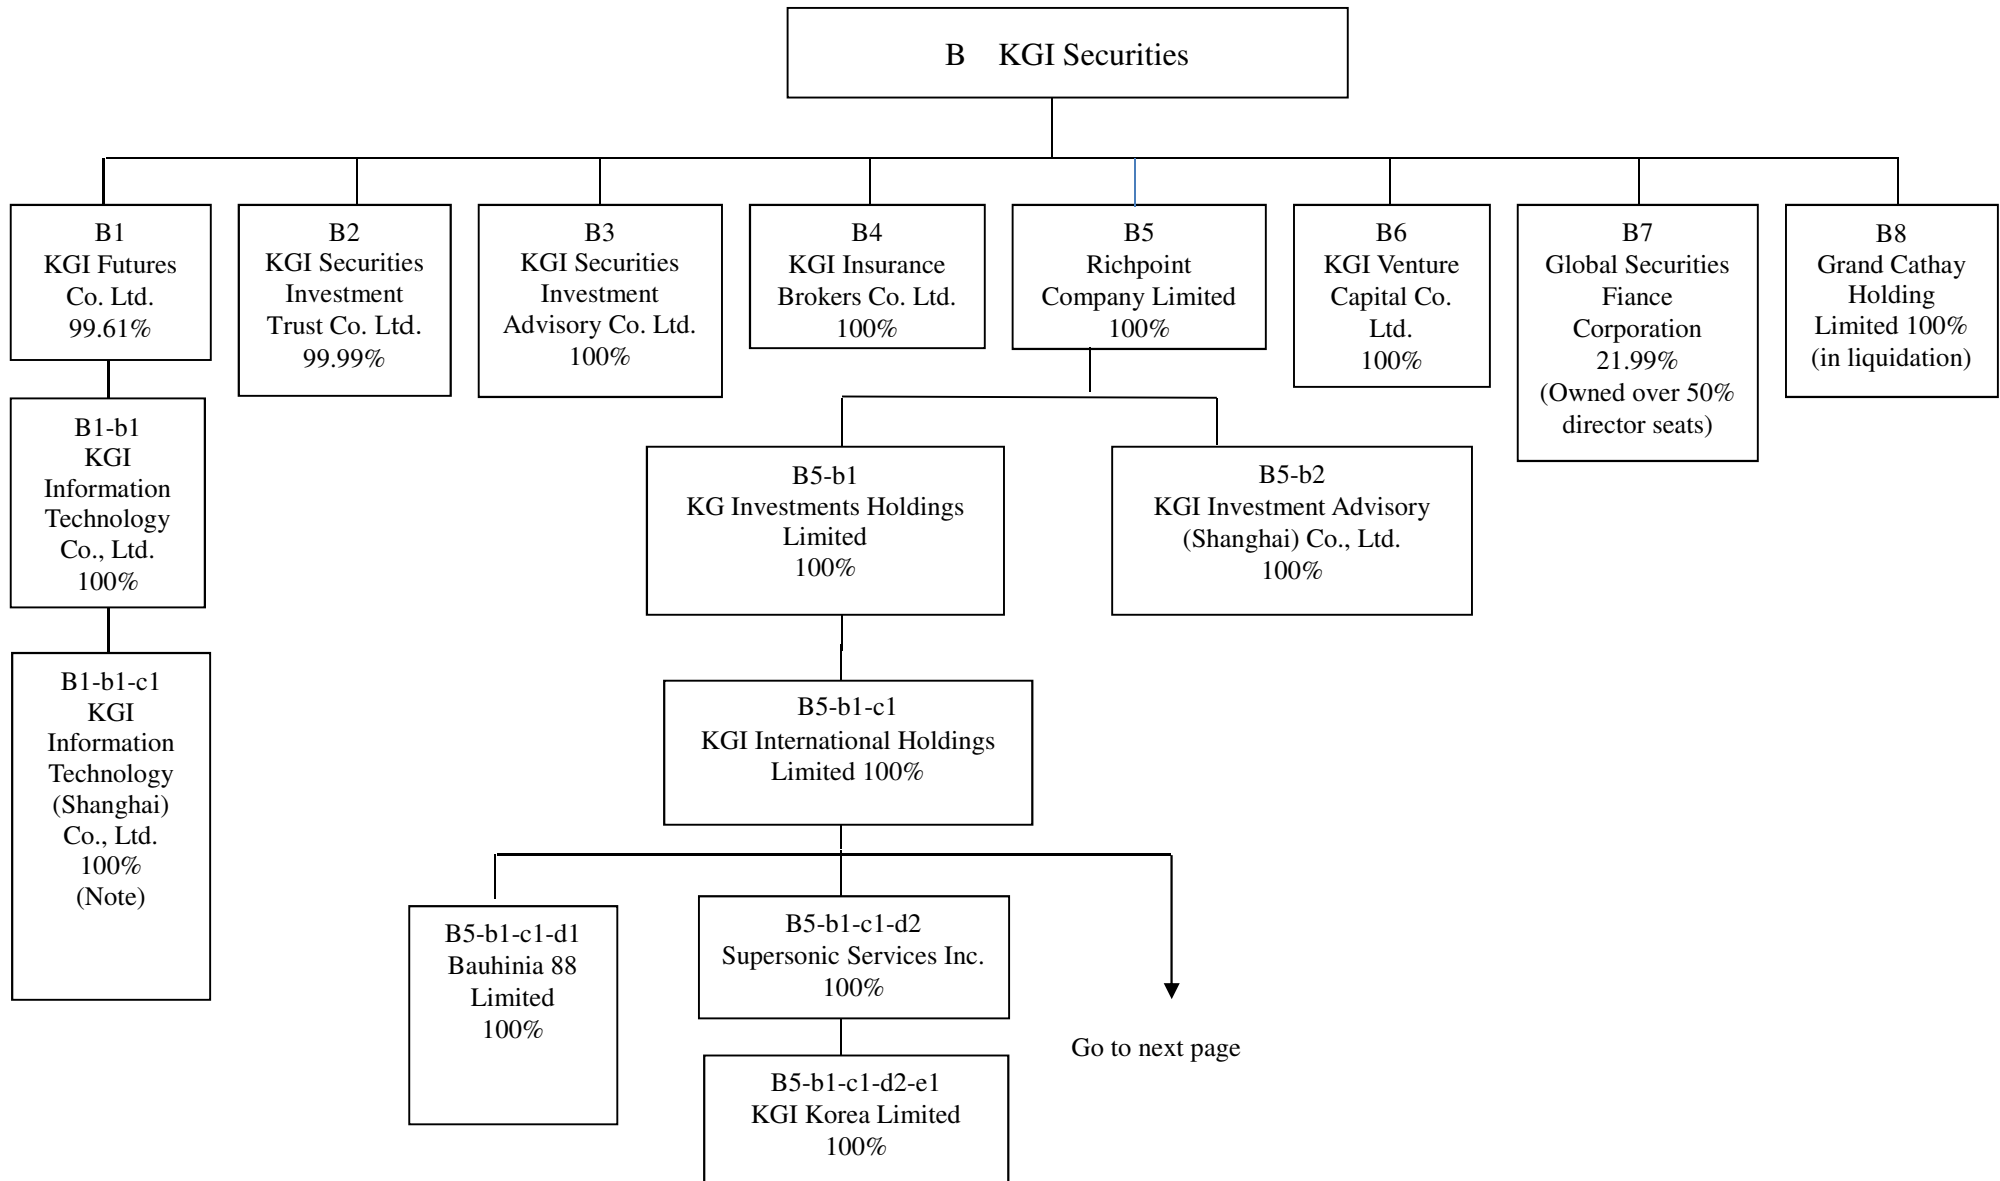 B KGI Securities
B1
KGI Futures
Co. Ltd.
99.61%
B2
KGI Securities
Investment
Trust Co. Ltd.
99.99%
B3
KGI Securities
Investment
Advisory Co. Ltd.
100%
B4
KGI Insurance
Brokers Co. Ltd.
100%
B5
Richpoint
Company Limited
100%
B6
KGI Venture
Capital Co.
Ltd.
100%
B7
Global Securities
Fiance
Corporation
21.99%
(Owned over 50%
director seats)
B8
Grand Cathay
Holding
Limited 100%
(in liquidation)
B1-b1
KGI
Information
Technology
Co., Ltd.
100%
B5-b1
KG Investments Holdings
Limited
100%
B5-b2
KGI Investment Advisory
(Shanghai) Co., Ltd.
100%
B1-b1-c1
KGI
Information
Technology
(Shanghai)
Co., Ltd.
100%
(Note)
B5-b1-c1
KGI International Holdings
Limited 100%
B5-b1-c1-d1
Bauhinia 88
Limited
100%
B5-b1-c1-d2
Supersonic Services Inc.
100%
Go to next page
B5-b1-c1-d2-e1
KGI Korea Limited
100%